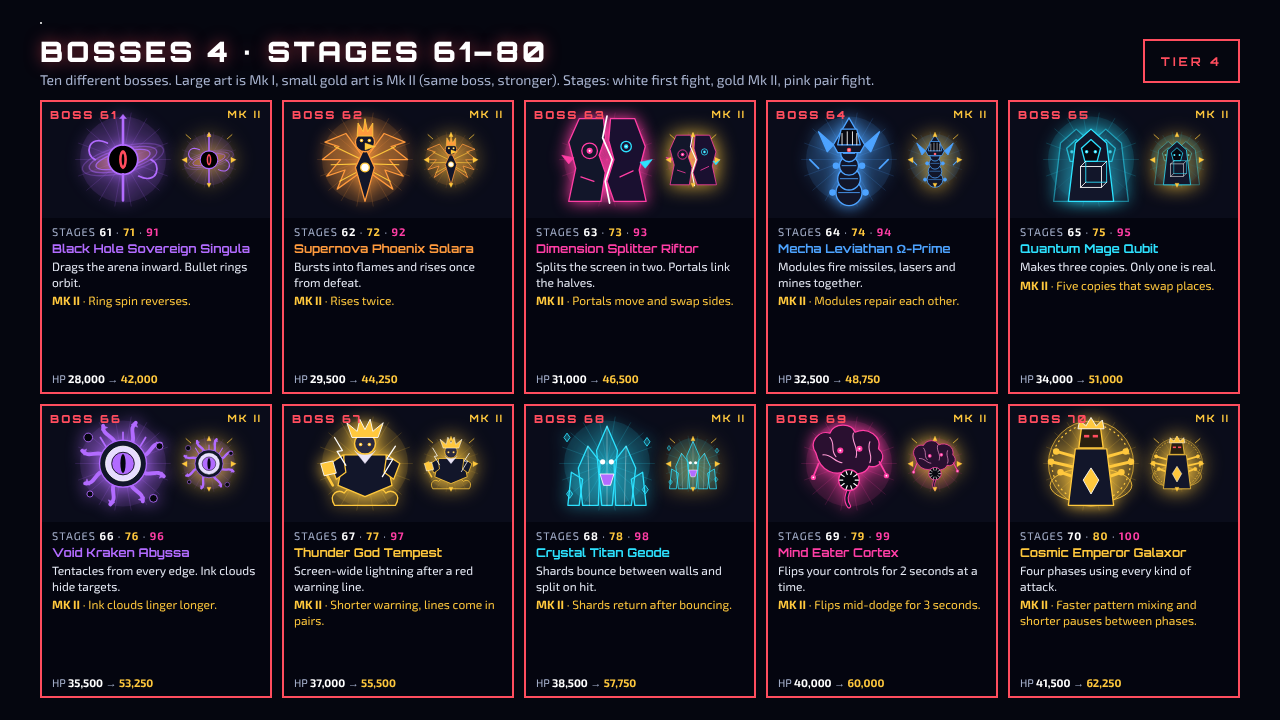 BOSSES 4 · STAGES 61–80
TIER 4
Ten different bosses. Large art is Mk I, small gold art is Mk II (same boss, stronger). Stages: white first fight, gold Mk II, pink pair fight.
BOSS 61
MK II
STAGES 61 · 71 · 91
Black Hole Sovereign Singula
Drags the arena inward. Bullet rings
orbit.
MK II · Ring spin reverses.
HP 28,000 → 42,000
BOSS 62
MK II
STAGES 62 · 72 · 92
Supernova Phoenix Solara
Bursts into flames and rises once
from defeat.
MK II · Rises twice.
HP 29,500 → 44,250
BOSS 63
MK II
STAGES 63 · 73 · 93
Dimension Splitter Riftor
Splits the screen in two. Portals link
the halves.
MK II · Portals move and swap sides.
HP 31,000 → 46,500
BOSS 64
MK II
STAGES 64 · 74 · 94
Mecha Leviathan Ω-Prime
Modules fire missiles, lasers and
mines together.
MK II · Modules repair each other.
HP 32,500 → 48,750
BOSS 65
MK II
STAGES 65 · 75 · 95
Quantum Mage Qubit
Makes three copies. Only one is real.
MK II · Five copies that swap places.
HP 34,000 → 51,000
BOSS 66
MK II
STAGES 66 · 76 · 96
Void Kraken Abyssa
Tentacles from every edge. Ink clouds
hide targets.
MK II · Ink clouds linger longer.
HP 35,500 → 53,250
BOSS 67
MK II
STAGES 67 · 77 · 97
Thunder God Tempest
Screen-wide lightning after a red
warning line.
MK II · Shorter warning, lines come in
pairs.
HP 37,000 → 55,500
BOSS 68
MK II
STAGES 68 · 78 · 98
Crystal Titan Geode
Shards bounce between walls and
split on hit.
MK II · Shards return after bouncing.
HP 38,500 → 57,750
BOSS 69
MK II
STAGES 69 · 79 · 99
Mind Eater Cortex
Flips your controls for 2 seconds at a
time.
MK II · Flips mid-dodge for 3 seconds.
HP 40,000 → 60,000
BOSS 70
MK II
STAGES 70 · 80 · 100
Cosmic Emperor Galaxor
Four phases using every kind of
attack.
MK II · Faster pattern mixing and
shorter pauses between phases.
HP 41,500 → 62,250